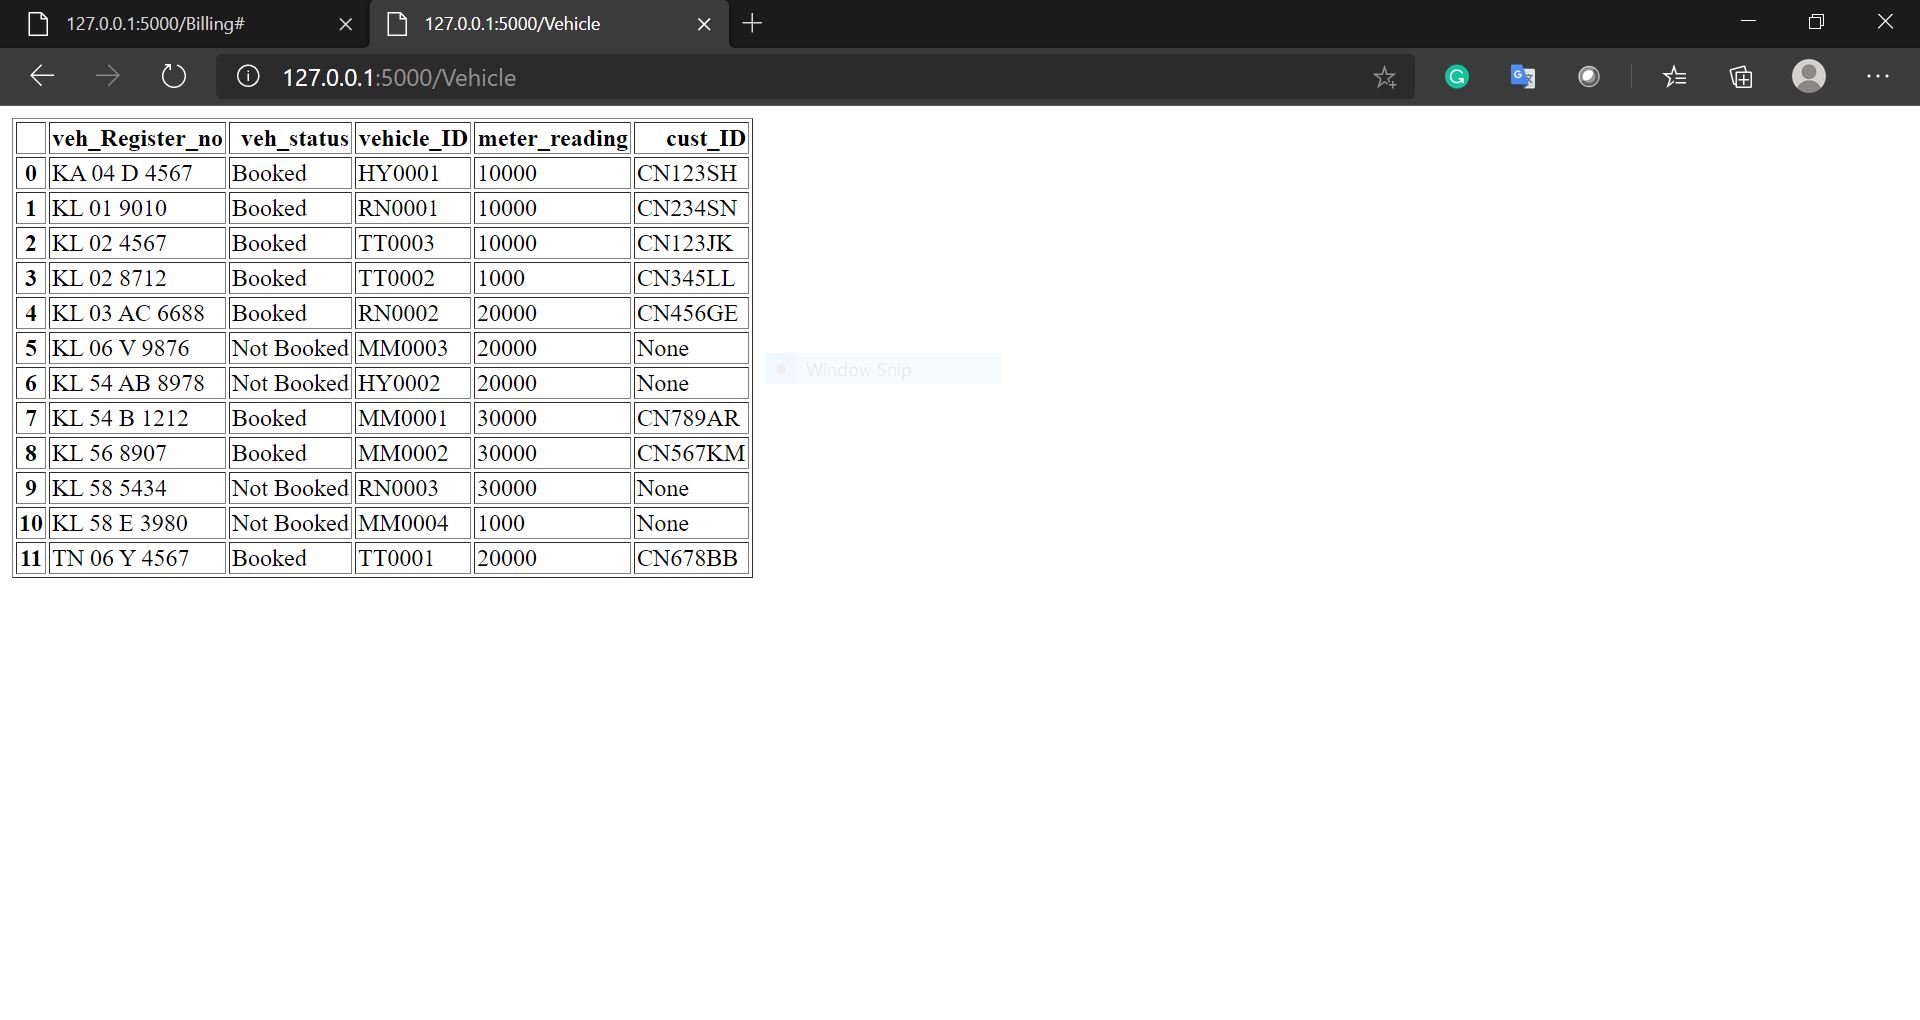 127.0.0.1:5000/Billing#
127.0.0.1:5000/Vehicle
127.0.0.1:5000/Vehicle
veh_Register_no veh_status vehicle_ID meter_reading cust_ID
0 KA 04 D 4567 Booked HY0001 10000 CN123SH
1 KL 01 9010 Booked RN0001 10000 CN234SN
2 KL 02 4567 Booked TT0003 10000 CN123JK
3 KL 02 8712 Booked TT0002 1000 CN345LL
4 KL 03 AC 6688 Booked RN0002 20000 CN456GE
5 KL 06 V 9876 Not Booked MM0003 20000 None
6 KL 54 AB 8978 Not Booked HY0002 20000 None
7 KL 54 B 1212 Booked MM0001 30000 CN789AR
8 KL 56 8907 Booked MM0002 30000 CN567KM
9 KL 58 5434 Not Booked RN0003 30000 None
10 KL 58 E 3980 Not Booked MM0004 1000 None
11 TN 06 Y 4567 Booked TT0001 20000 CN678BB
Window Snip